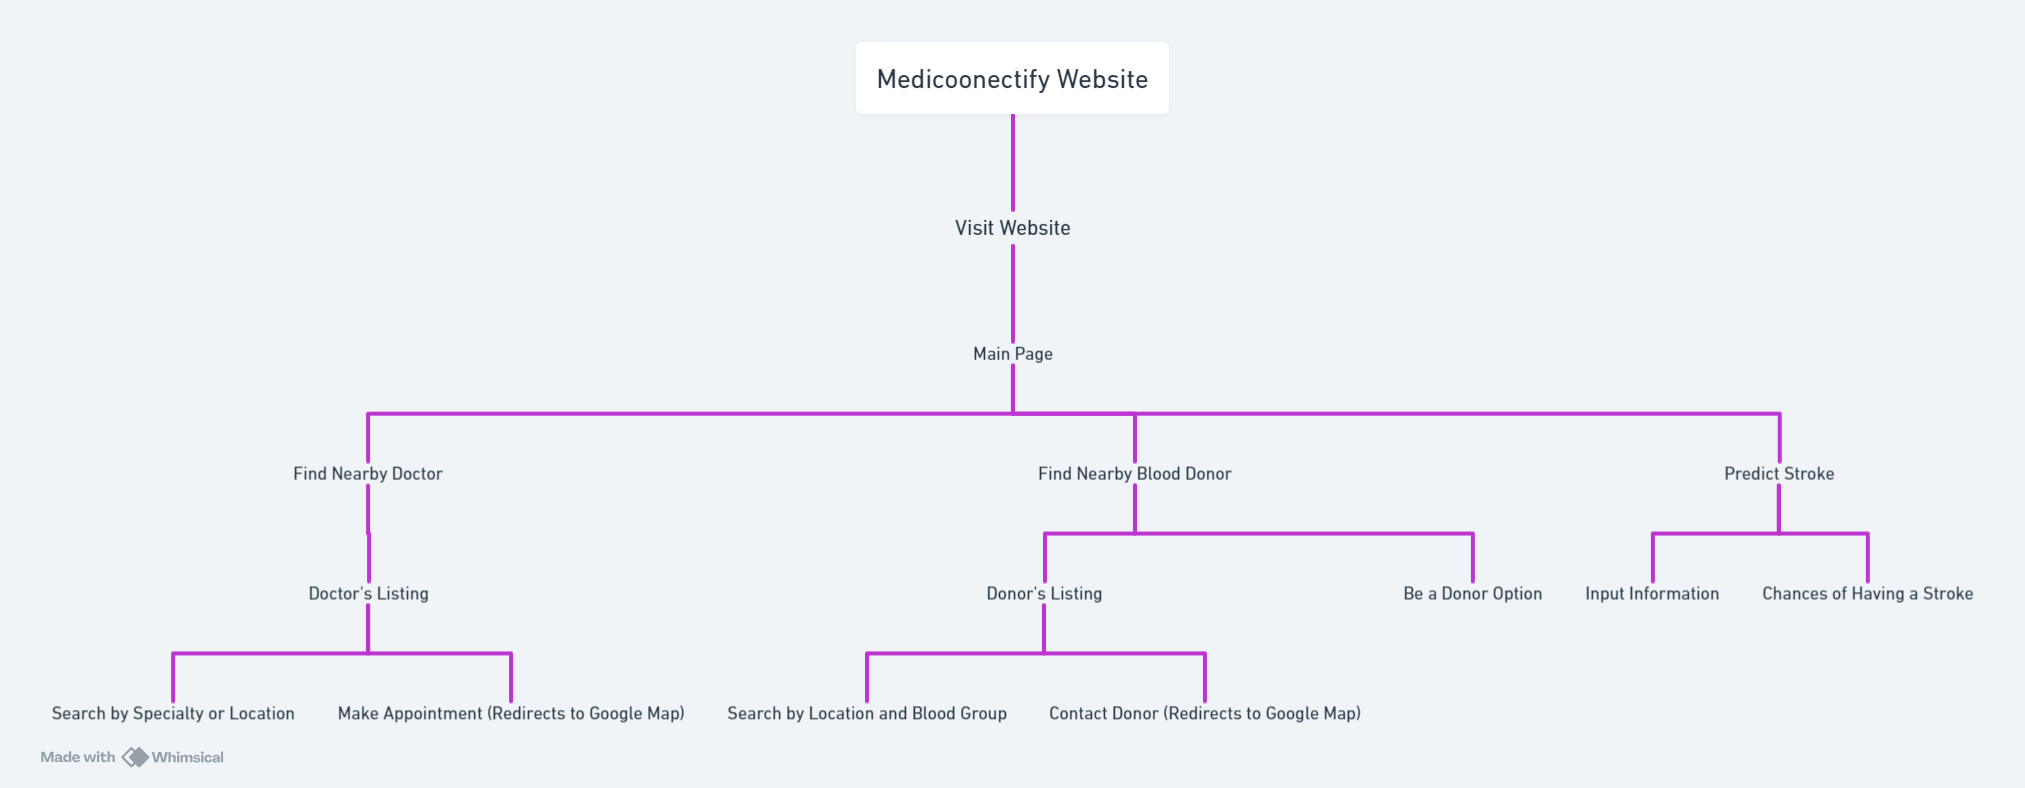 Medicoonectify Website
Visit Website
Main Page
Find Nearby Doctor
Find Nearby Blood Donor
Predict Stroke
Doctor's Listing
Donor's Listing
Be a Donor Option
Input Information
Chances of Having a Stroke
Search by Specialty or Location
Make Appointment (Redirects to Google Map)
Search by Location and Blood Group
Contact Donor (Redirects to Google Map)
Made with Whimsical